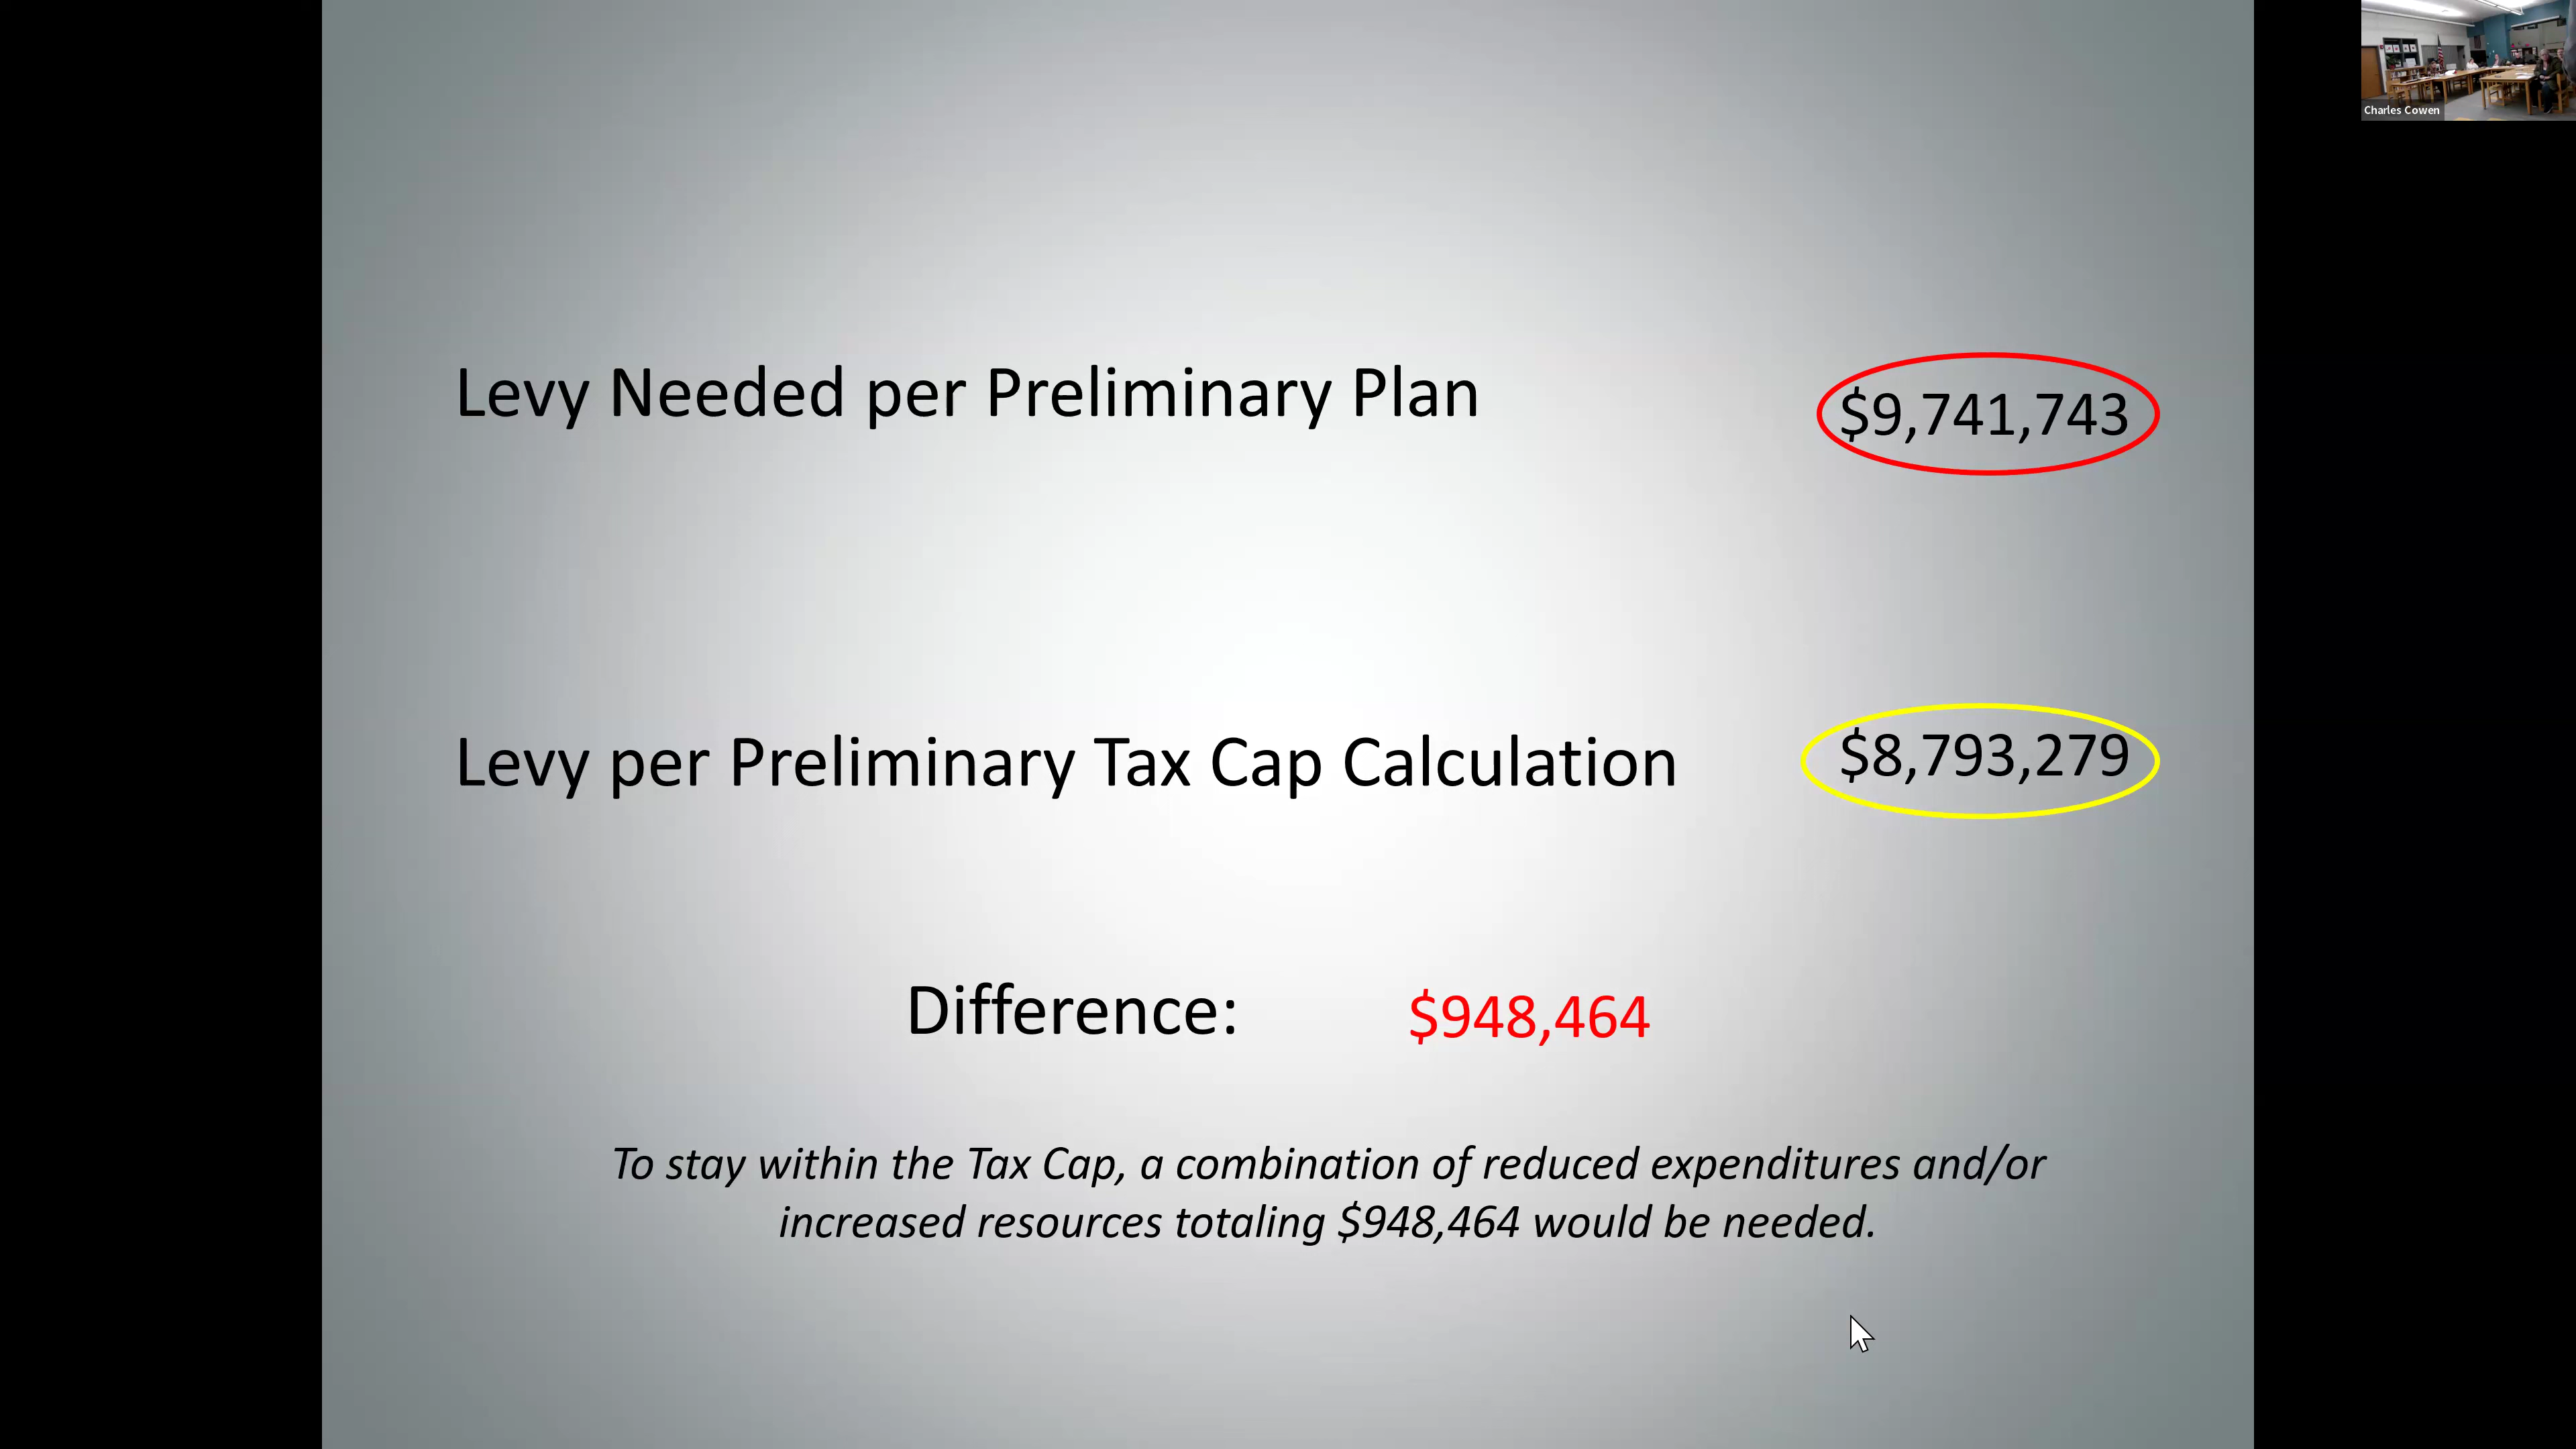 Charles Cowen
Levy Needed per Preliminary Plan
$9,741,743
Levy per Preliminary Tax Cap Calculation
$8,793,279
Difference:
$948,464
To stay within the Tax Cap, a combination of reduced expenditures and/or
increased resources totaling $948,464 would be needed.